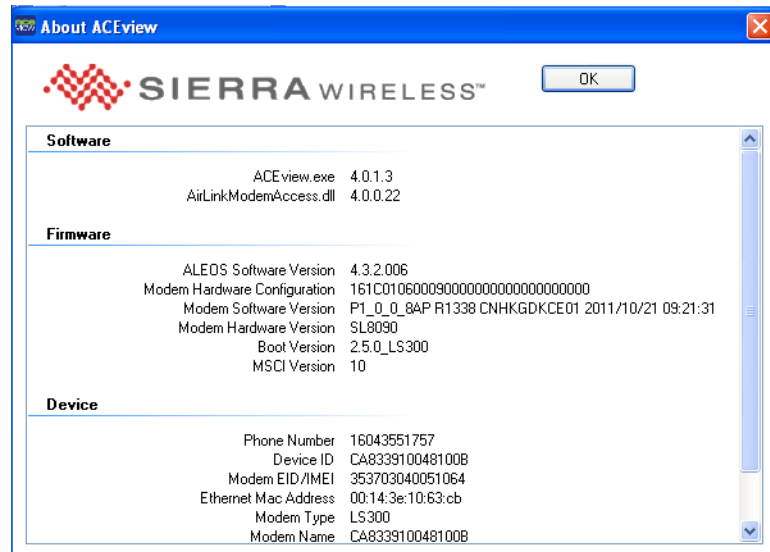 About ACEview
SIERRA WIRELESS™
OK
Software
ACEview.exe 4.0.1.3
AirLinkModemAccess.dll 4.0.0.22
Firmware
ALEOS Software Version 4.3.2.006
Modem Hardware Configuration 161C0106000900000000000000000000
Modem Software Version P1_0_0_8AP R1338 CNHKGDKCE01 2011/10/21 09:21:31
Modem Hardware Version SL8090
Boot Version 2.5.0_LS300
MSCI Version 10
Device
Phone Number 16043551757
Device ID CA833910048100B
Modem EID/IMEI 353703040051064
Ethernet Mac Address 00:14:3e:10:63:cb
Modem Type LS300
Modem Name CA833910048100B